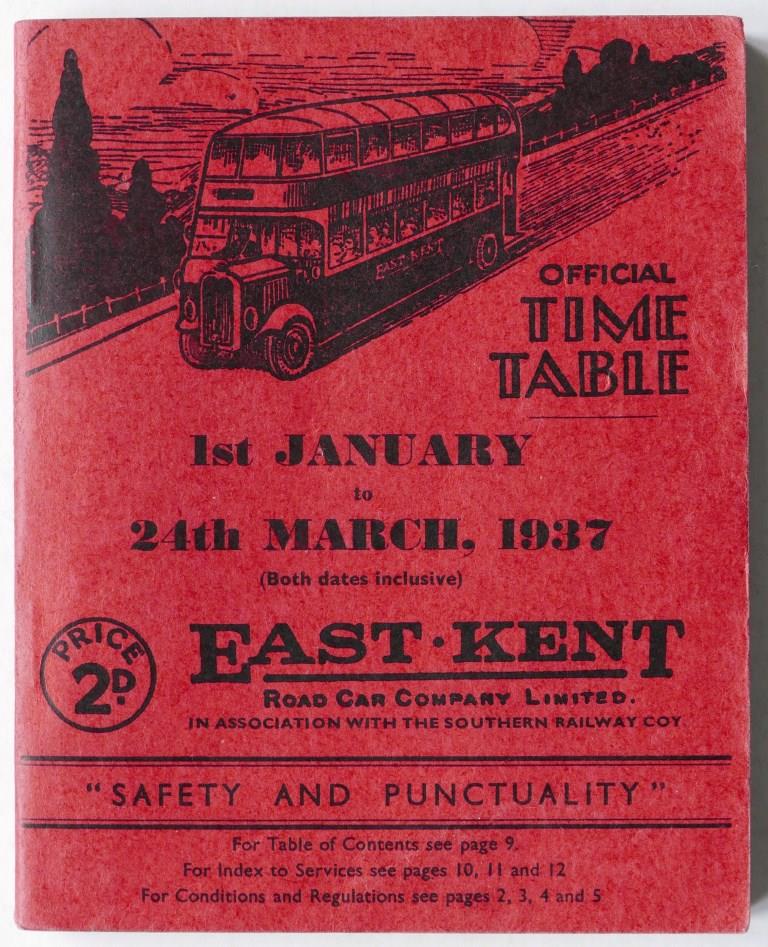 EAST KENT
OFFICIAL
TIME
TABLE
1st JANUARY
to
24th MARCH, 1937
(Both dates inclusive)
PRICE
2D.
EAST·KENT
ROAD CAR COMPANY LIMITED.
IN ASSOCIATION WITH THE SOUTHERN RAILWAY COY
"SAFETY AND PUNCTUALITY"
For Table of Contents see page 9.
For Index to Services see pages 10, 11 and 12
For Conditions and Regulations see pages 2, 3, 4 and 5